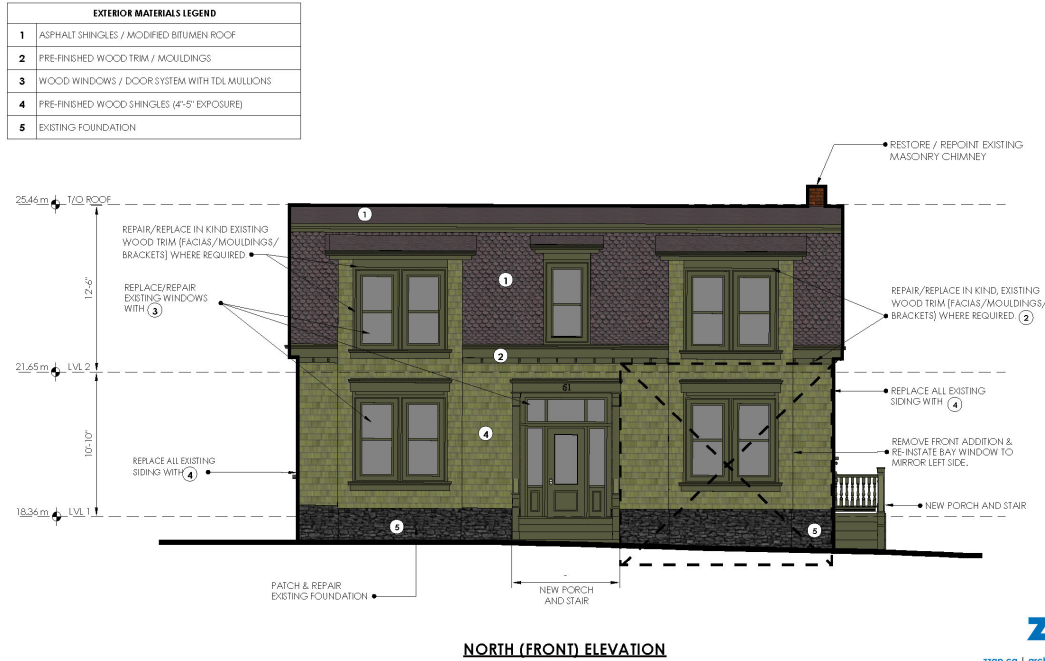 EXTERIOR MATERIALS LEGEND
1 ASPHALT SHINGLES / MODIFIED BITUMEN ROOF
2 PRE-FINISHED WOOD TRIM / MOULDINGS
3 WOOD WINDOWS / DOOR SYSTEM WITH TDL MULLIONS
4 PRE-FINISHED WOOD SHINGLES (4"-5" EXPOSURE)
5 EXISTING FOUNDATION
RESTORE / REPOINT EXISTING
MASONRY CHIMNEY
25.46 m T/O ROOF
1
REPAIR/REPLACE IN KIND EXISTING
WOOD TRIM (FACIAS/MOULDINGS/
BRACKETS) WHERE REQUIRED
12'-6"
1
REPLACE/REPAIR
EXISTING WINDOWS
WITH 3
REPAIR/REPLACE IN KIND, EXISTING
WOOD TRIM (FACIAS/MOULDINGS/
BRACKETS) WHERE REQUIRED. 2
2
21.65 m LVL 2
61
REPLACE ALL EXISTING
SIDING WITH 4
10'-10"
4
REPLACE ALL EXISTING
SIDING WITH 4
REMOVE FRONT ADDITION &
RE-INSTATE BAY WINDOW TO
MIRROR LEFT SIDE.
NEW PORCH AND STAIR
18.36 m LVL 1
5
5
PATCH & REPAIR
EXISTING FOUNDATION
-
NEW PORCH
AND STAIR
NORTH (FRONT) ELEVATION
Z